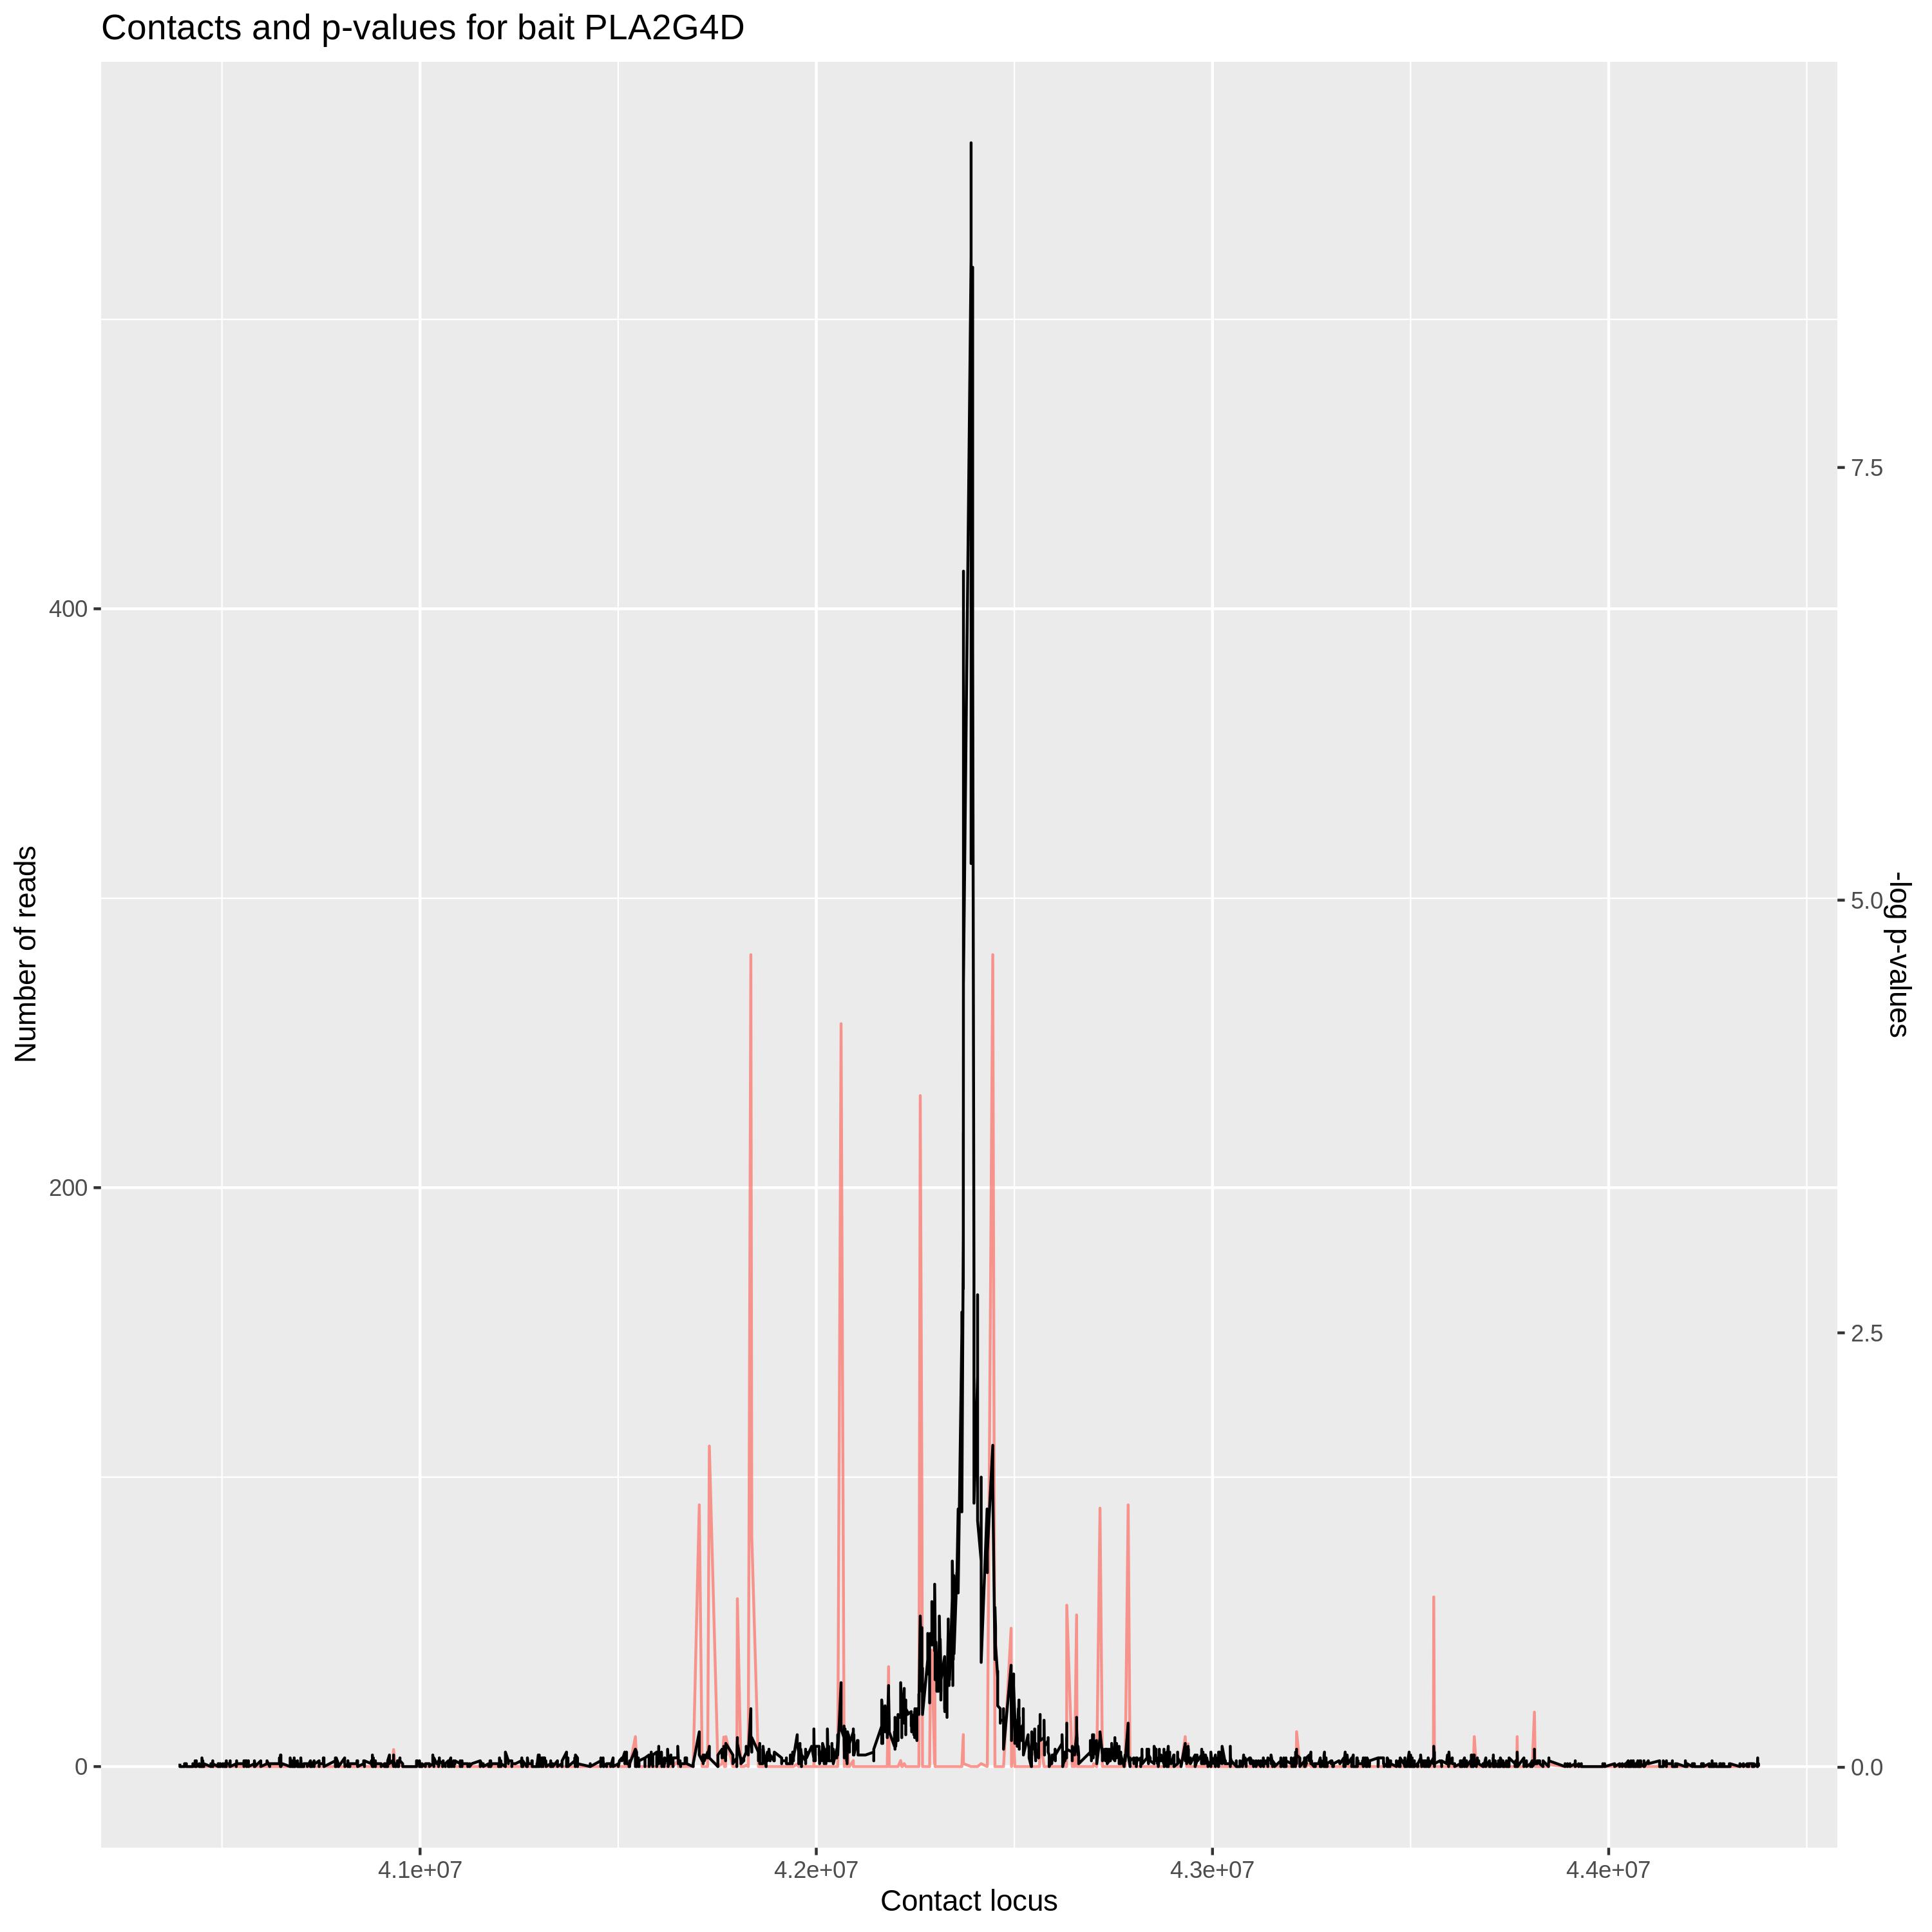 Contacts and p-values for bait PLA2G4D
Number of reads
400
200
0
7.5
5.0
2.5
0.0
-log p-values
4.1e+07
4.2e+07
4.3e+07
4.4e+07
Contact locus